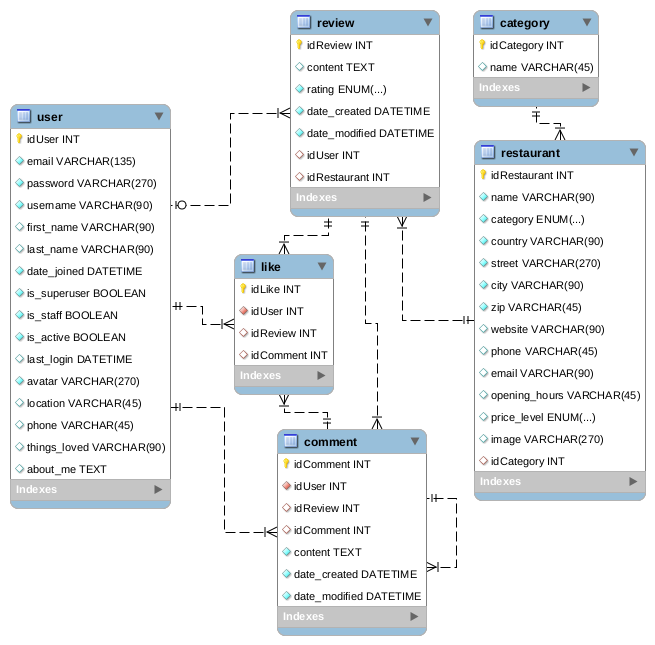 review
idReview INT
content TEXT
rating ENUM(...)
date_created DATETIME
date_modified DATETIME
idUser INT
idRestaurant INT
Indexes
category
idCategory INT
name VARCHAR(45)
Indexes
user
idUser INT
email VARCHAR(135)
password VARCHAR(270)
username VARCHAR(90)
first_name VARCHAR(90)
last_name VARCHAR(90)
date_joined DATETIME
is_superuser BOOLEAN
is_staff BOOLEAN
is_active BOOLEAN
last_login DATETIME
avatar VARCHAR(270)
location VARCHAR(45)
phone VARCHAR(45)
things_loved VARCHAR(90)
about_me TEXT
Indexes
restaurant
idRestaurant INT
name VARCHAR(90)
category ENUM(...)
country VARCHAR(90)
street VARCHAR(270)
city VARCHAR(90)
zip VARCHAR(45)
website VARCHAR(90)
phone VARCHAR(45)
email VARCHAR(90)
opening_hours VARCHAR(45)
price_level ENUM(...)
image VARCHAR(270)
idCategory INT
Indexes
like
idLike INT
idUser INT
idReview INT
idComment INT
Indexes
comment
idComment INT
idUser INT
idReview INT
idComment INT
content TEXT
date_created DATETIME
date_modified DATETIME
Indexes